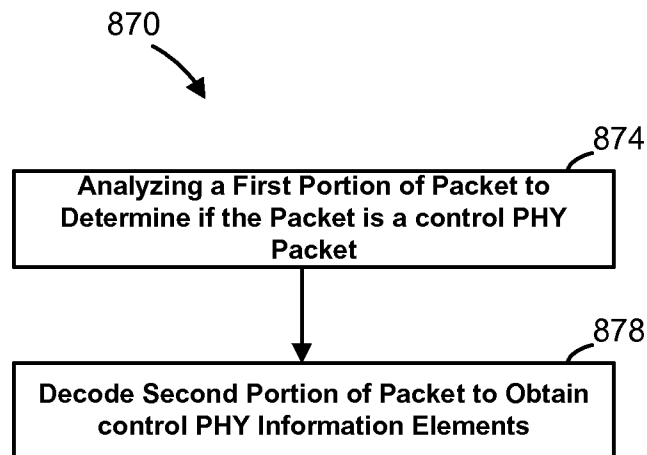 870
874
Analyzing a First Portion of Packet to
Determine if the Packet is a control PHY
Packet
878
Decode Second Portion of Packet to Obtain
control PHY Information Elements